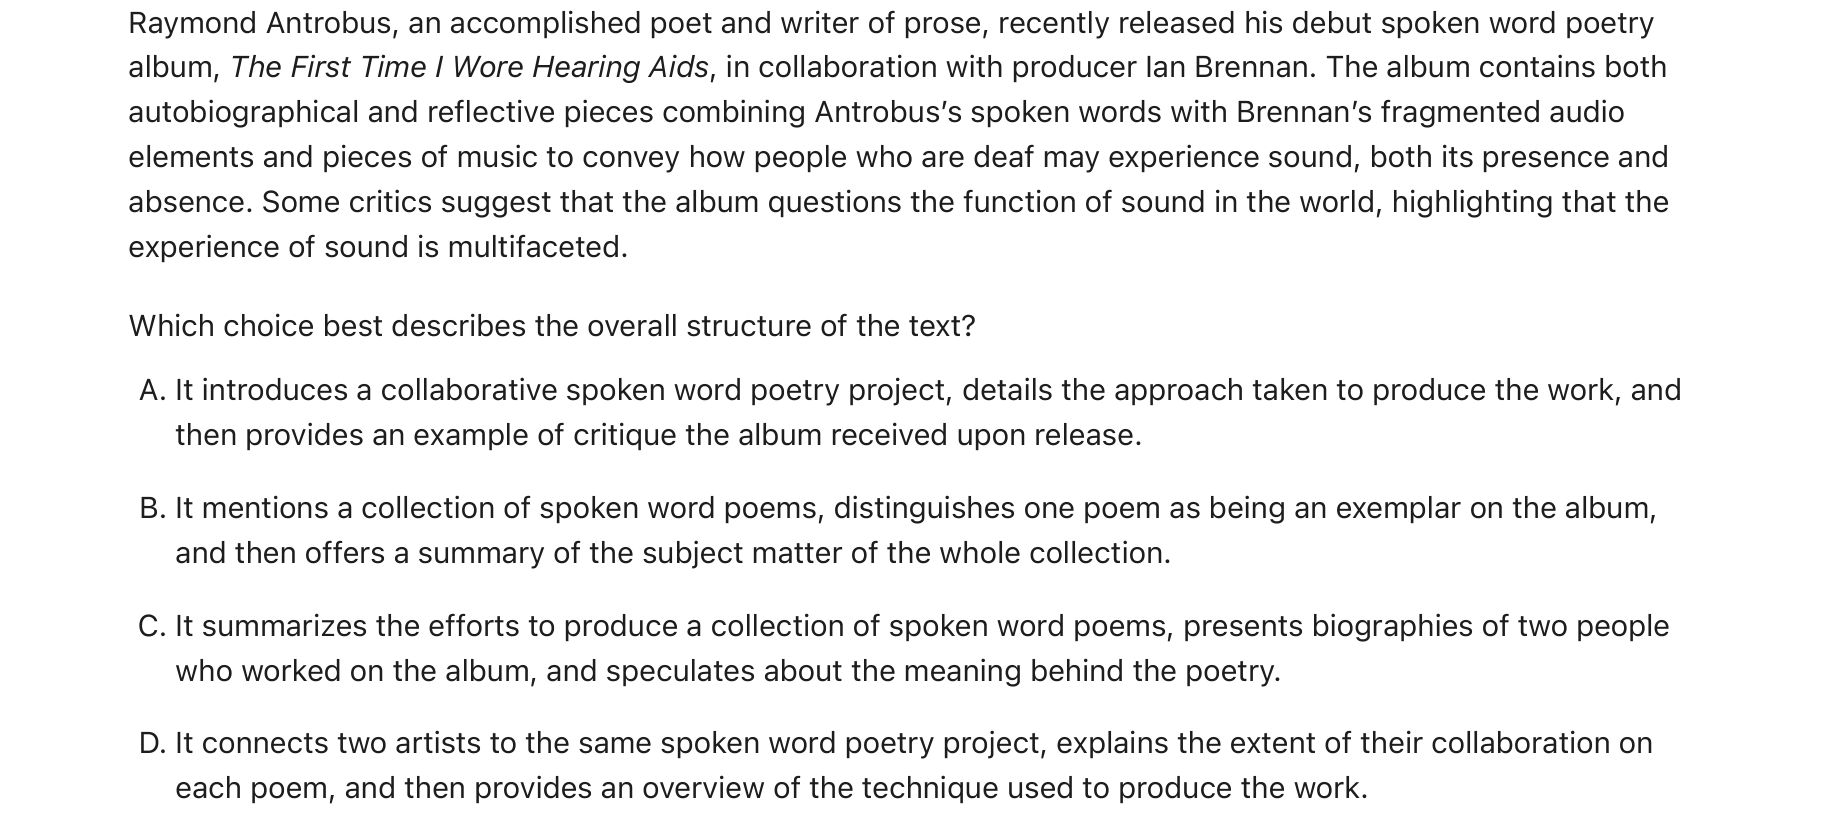 Raymond Antrobus, an accomplished poet and writer of prose, recently released his debut spoken word poetry
album, The First Time I Wore Hearing Aids, in collaboration with producer Ian Brennan. The album contains both
autobiographical and reflective pieces combining Antrobus’s spoken words with Brennan’s fragmented audio
elements and pieces of music to convey how people who are deaf may experience sound, both its presence and
absence. Some critics suggest that the album questions the function of sound in the world, highlighting that the
experience of sound is multifaceted.
Which choice best describes the overall structure of the text?
A. It introduces a collaborative spoken word poetry project, details the approach taken to produce the work, and
then provides an example of critique the album received upon release.
B. It mentions a collection of spoken word poems, distinguishes one poem as being an exemplar on the album,
and then offers a summary of the subject matter of the whole collection.
C. It summarizes the efforts to produce a collection of spoken word poems, presents biographies of two people
who worked on the album, and speculates about the meaning behind the poetry.
D. It connects two artists to the same spoken word poetry project, explains the extent of their collaboration on
each poem, and then provides an overview of the technique used to produce the work.